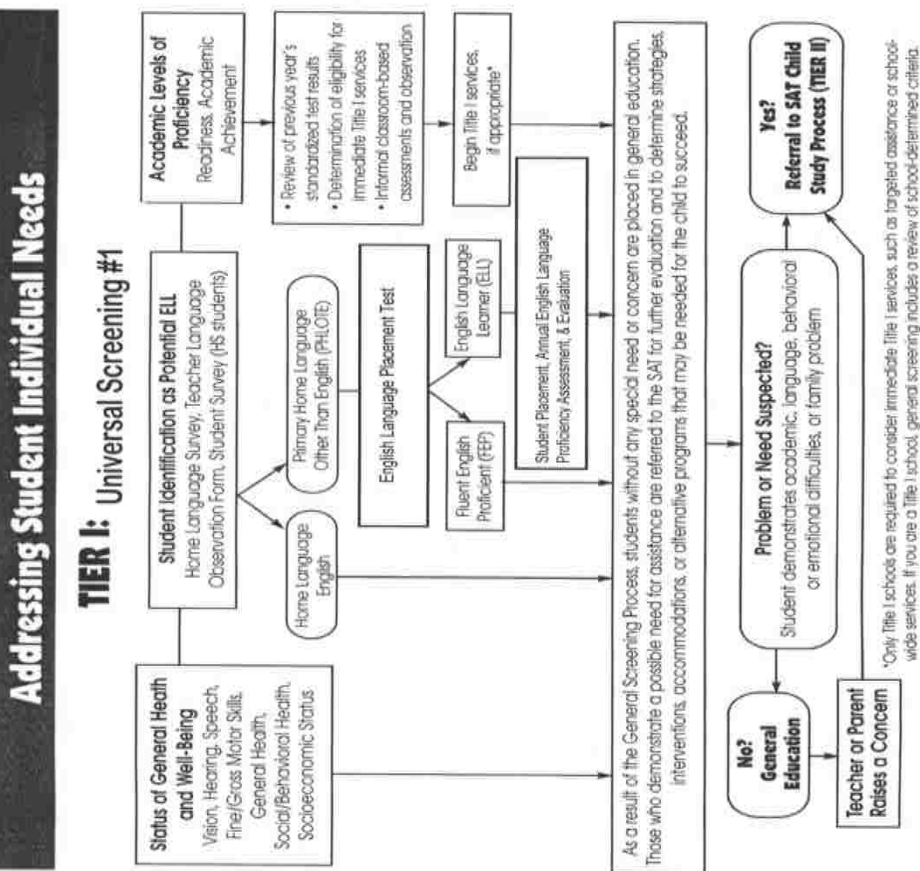 Addressing Student Individual Needs
TIER I: Universal Screening #1
Status of General Heath
and Well-Being
Vision, Hearing, Speech,
Fine/Gross Motor Skills,
General Health,
Social/Behavioral Health,
Socioeconomic Status
Student Identification as Potential ELL
Home Language Survey, Teacher Language
Observation Form, Student Survey (HS students)
Academic Levels of
Proficiency
Readiness, Academic
Achievement
Home Language
English
Primary Home Language
Other Than English (PHLOTE)
• Review of previous year's
standardized test results
• Determination of eligibility for
immediate Title I services
• Informal classroom-based
assessments and observation
English Language Placement Test
Fluent English
Proficient (FEP)
English Language
Learner (ELL)
Begin Title I services,
if appropriate*
Student Placement, Annual English Language
Proficiency Assessment, & Evaluation
As a result of the General Screening Process, students without any special need or concern are placed in general education.
Those who demonstrate a possible need for assistance are referred to the SAT for further evaluation and to determine strategies,
interventions, accommodations, or alternative programs that may be needed for the child to succeed.
No?
General
Education
Problem or Need Suspected?
Student demonstrates academic, language, behavioral
or emotional difficulties, or family problem
Yes?
Referral to SAT Child
Study Process (TIER II)
Teacher or Parent
Raises a Concern
*Only Title I schools are required to consider immediate Title I services, such as targeted assistance or school-
wide services. If you are a Title I school, general screening includes a review of school-determined criteria.